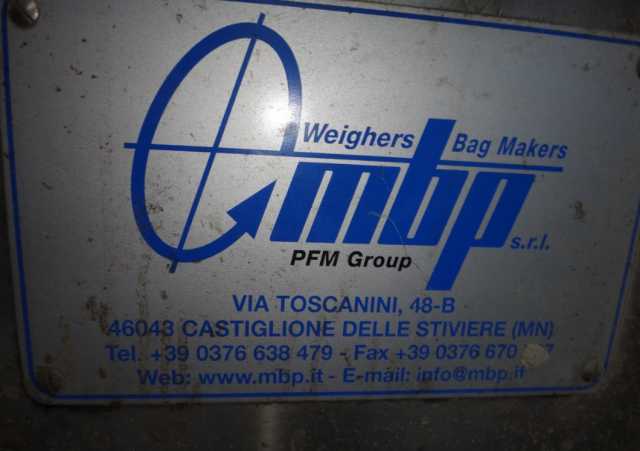 Weighers Bag Makers
mbp s.r.l.
PFM Group
VIA TOSCANINI, 48-B
46043 CASTIGLIONE DELLE STIVIERE (MN)
Tel. +39 0376 638 479 - Fax +39 0376 670
Web: www.mbp.it - E-mail: info@mbp.it